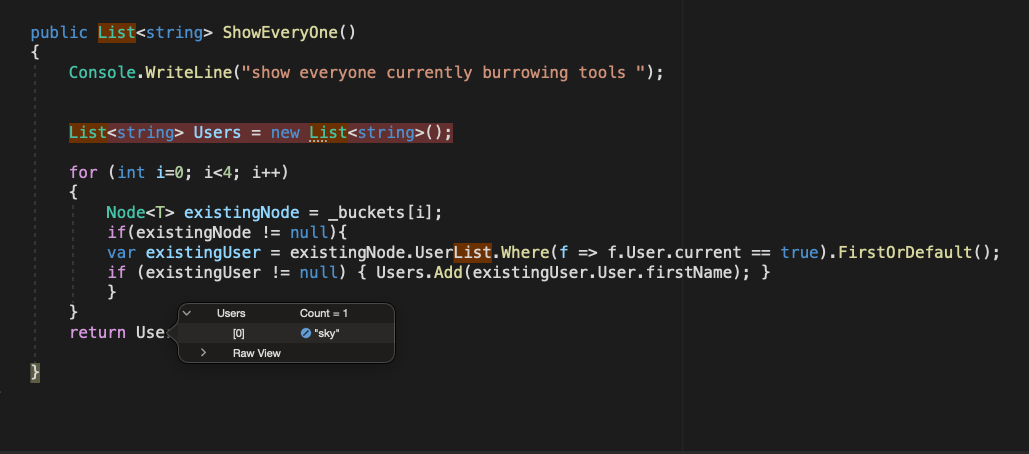 public List<string> ShowEveryOne()
{
Console.WriteLine("show everyone currently burrowing tools ");
List<string> Users = new List<string>();
for (int i=0; i<4; i++)
{
Node<T> existingNode = _buckets[i];
if(existingNode != null){
var existingUser = existingNode.UserList.Where(f => f.User.current == true).FirstOrDefault();
if (existingUser != null) { Users.Add(existingUser.User.firstName); }
}
}
Users Count = 1
return Use
[0] "sky"
Raw View
}